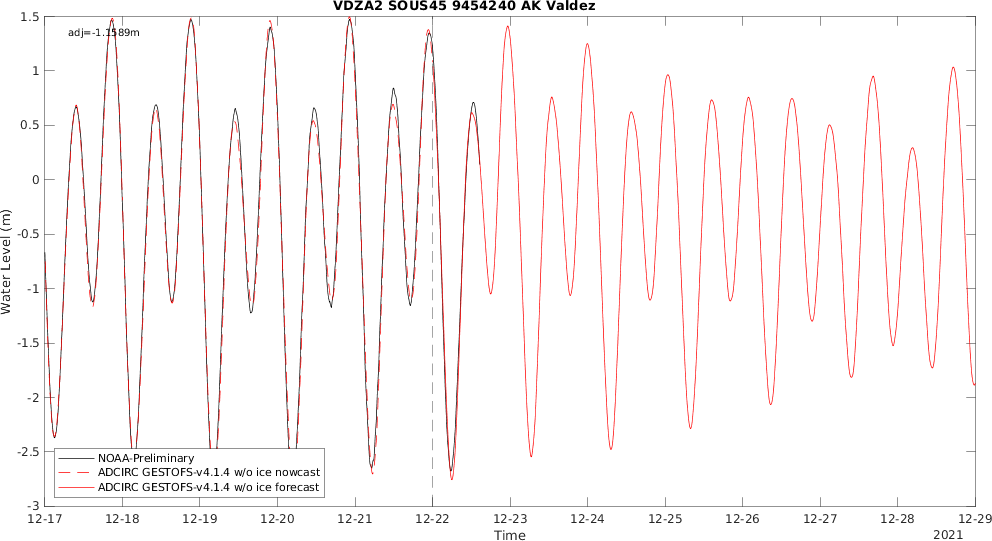 VDZA2 SOUS45 9454240 AK Valdez
adj=-1.1589m
1.5
1
0.5
0
-0.5
-1
-1.5
-2
-2.5
-3
Water Level (m)
NOAA-Preliminary
ADCIRC GESTOFS-v4.1.4 w/o ice nowcast
ADCIRC GESTOFS-v4.1.4 w/o ice forecast
12-17 12-18 12-19 12-20 12-21 12-22 12-23 12-24 12-25 12-26 12-27 12-28 12-29
Time
2021